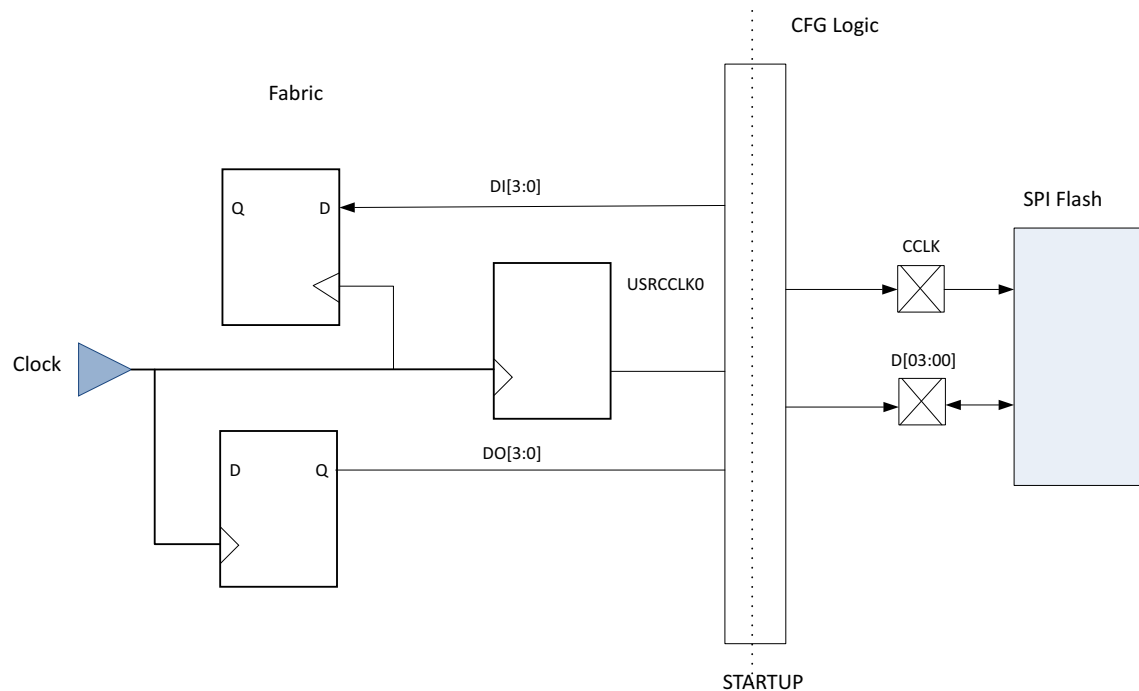 CFG Logic
Fabric
DI[3:0]
Q
D
SPI Flash
CCLK
USRCCLK0
Clock
D[03:00]
DO[3:0]
D
Q
STARTUP